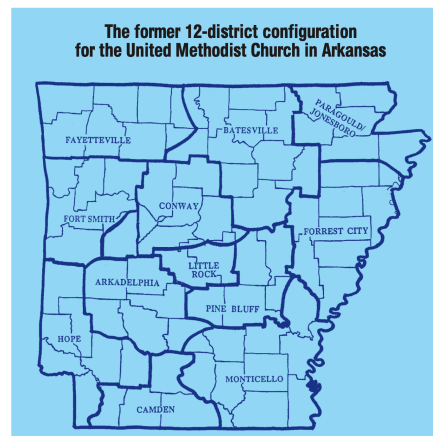 The former 12-district configuration
for the United Methodist Church in Arkansas
PARAGOULD/
JONESBORO
BATESVILLE
FAYETTEVILLE
CONWAY
FORT SMITH
FORREST CITY
LITTLE
ROCK
ARKADELPHIA
PINE BLUFF
HOPE
MONTICELLO
CAMDEN